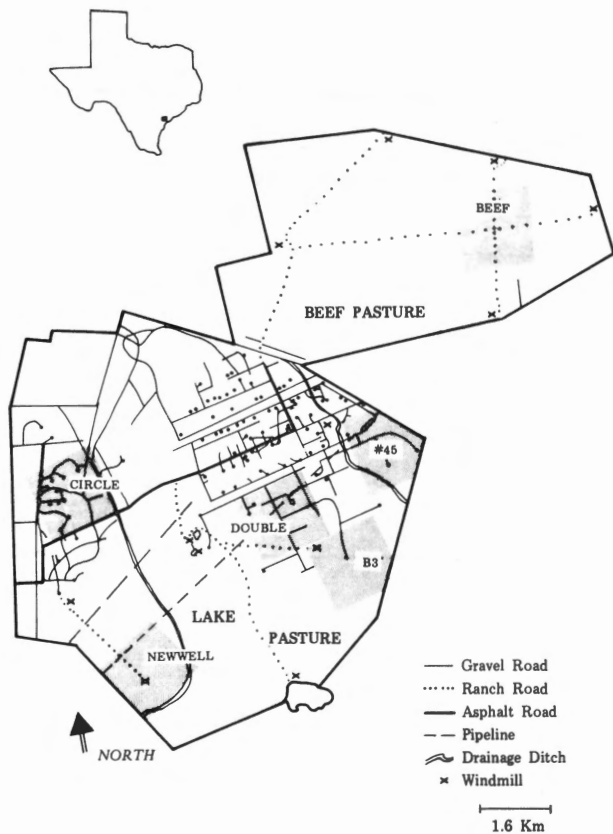 BEEF
BEEF PASTURE
#45
CIRCLE
DOUBLE
B3
LAKE
PASTURE
NEWWELL
NORTH
Gravel Road
Ranch Road
Asphalt Road
Pipeline
Drainage Ditch
Windmill
1.6 Km